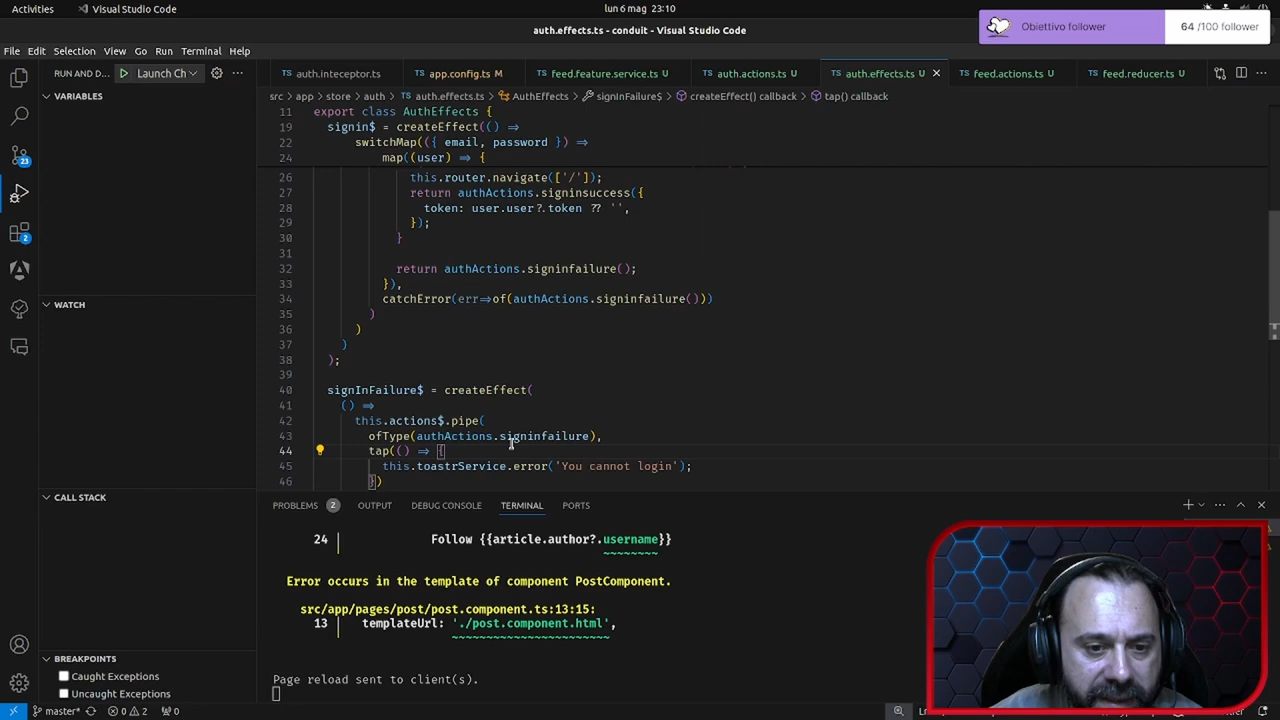 Activities
Visual Studio Code
lun 6 mag 23:10
auth.effects.ts - conduit - Visual Studio Code
Obiettivo follower
64 /100 follower
File Edit Selection View Go Run Terminal Help
RUN AND D...
Launch Ch
auth.inteceptor.ts
app.config.ts M
feed.feature.service.ts U
auth.actions.ts U
auth.effects.ts U
feed.actions.ts U
feed.reducer.ts U
src > app > store > auth > auth.effects.ts > AuthEffects > signInFailure$ > createEffect() callback > tap() callback
VARIABLES
WATCH
CALL STACK
BREAKPOINTS
Caught Exceptions
Uncaught Exceptions
23
2
11 export class AuthEffects {
19 signin$ = createEffect(() =>
22 switchMap(({ email, password }) =>
24 map((user) => {
26 this.router.navigate(['/']);
27 return authActions.signinsuccess({
28 token: user.user?.token ?? '',
29 });
30 }
31
32 return authActions.signinfailure();
33 }),
34 catchError(err=>of(authActions.signinfailure()))
35 )
36 )
37 )
38 );
39
40 signInFailure$ = createEffect(
41 () =>
42 this.actions$.pipe(
43 ofType(authActions.signinfailure),
44 tap(() => {
45 this.toastrService.error('You cannot login');
46 })
PROBLEMS 2 OUTPUT DEBUG CONSOLE TERMINAL PORTS
24 Follow {{article.author?.username}}
~~~~~~~~
Error occurs in the template of component PostComponent.
src/app/pages/post/post.component.ts:13:15:
13 templateUrl: './post.component.html',
~~~~~~~~~~~~~~~~~~~~~~~
Page reload sent to client(s).
master* 0 2 0